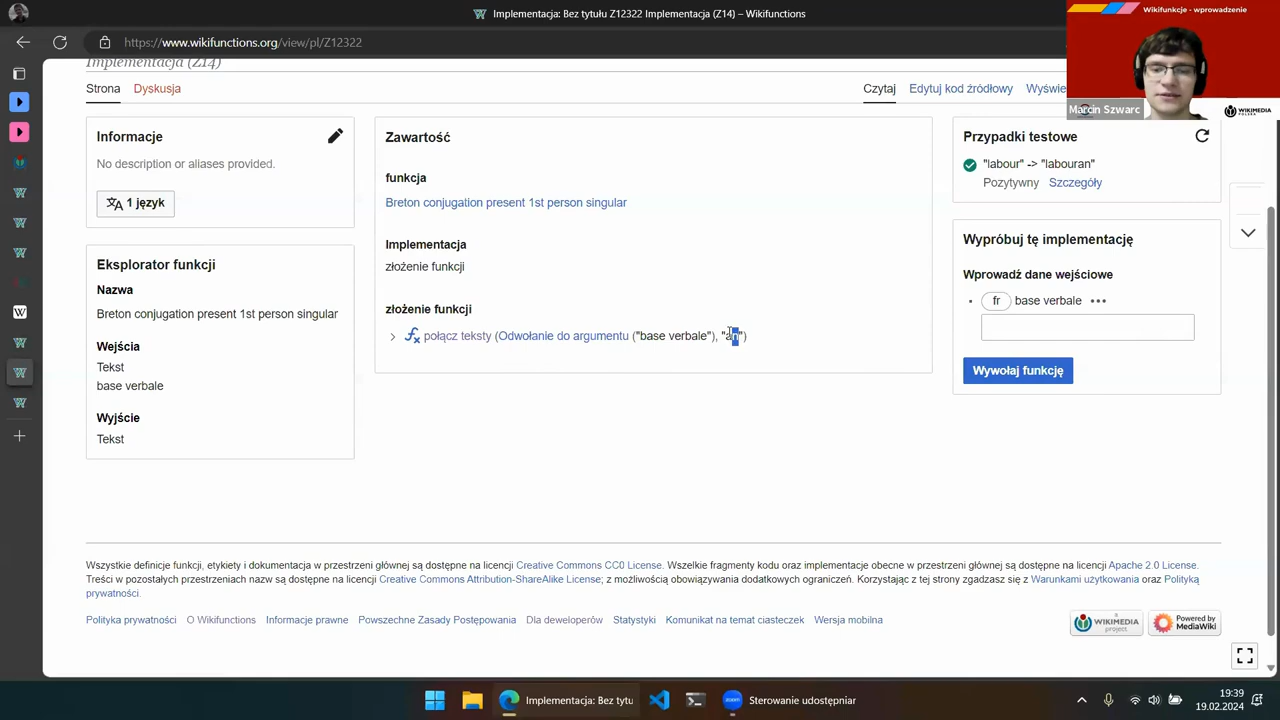 Implementacja: Bez tytułu Z12322 Implementacja (Z14) – Wikifunctions
https://www.wikifunctions.org/view/pl/Z12322
Wikifunkcje - wprowadzenie
Marcin Szwarc
WIKIMEDIA
POLSKA
Implementacja (Z14)
Strona
Dyskusja
Czytaj
Edytuj kod źródłowy
Wyświe
Informacje
No description or aliases provided.
1 język
Eksplorator funkcji
Nazwa
Breton conjugation present 1st person singular
Wejścia
Tekst
base verbale
Wyjście
Tekst
Zawartość
funkcja
Breton conjugation present 1st person singular
Implementacja
złożenie funkcji
złożenie funkcji
połącz teksty (Odwołanie do argumentu ("base verbale"), "an")
Przypadki testowe
"labour" -> "labouran"
Pozytywny Szczegóły
Wypróbuj tę implementację
Wprowadź dane wejściowe
fr base verbale
Wywołaj funkcję
Wszystkie definicje funkcji, etykiety i dokumentacja w przestrzeni głównej są dostępne na licencji Creative Commons CC0 License. Wszelkie fragmenty kodu oraz implementacje obecne w przestrzeni głównej są dostępne na licencji Apache 2.0 License.
Treści w pozostałych przestrzeniach nazw są dostępne na licencji Creative Commons Attribution-ShareAlike License; z możliwością obowiązywania dodatkowych ograniczeń. Korzystając z tej strony zgadzasz się z Warunkami użytkowania oraz Polityką
prywatności.
Polityka prywatności
O Wikifunctions
Informacje prawne
Powszechne Zasady Postępowania
Dla deweloperów
Statystyki
Komunikat na temat ciasteczek
Wersja mobilna
WIKIMEDIA
project
Powered by
MediaWiki
Implementacja: Bez tytu
zoom
Sterowanie udostępniar
19:39
19.02.2024